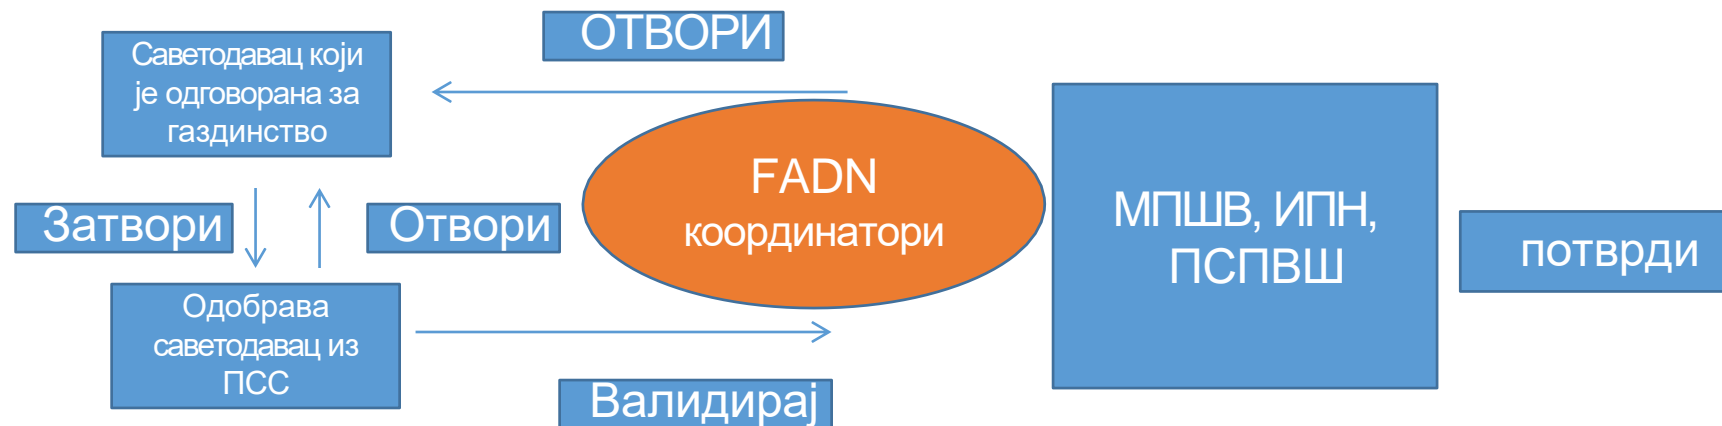 ОТВОРИ
Саветодавац који
је одговорана за
газдинство
FADN
координатори
МПШВ, ИПН,
ПСПВШ
потврди
Затвори
Отвори
Одобрава
саветодавац из
ПСС
Валидирај